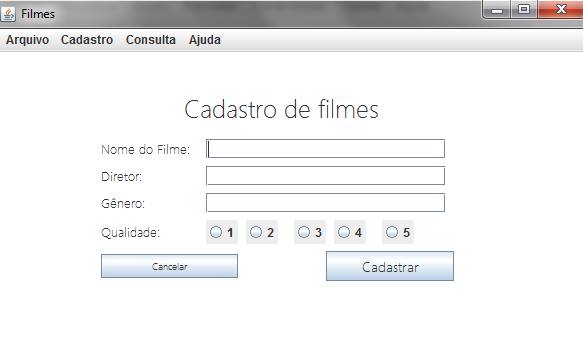 Filmes
Arquivo Cadastro Consulta Ajuda
Cadastro de filmes
Nome do Filme:
Diretor:
Gênero:
Qualidade: 1 2 3 4 5
Cancelar Cadastrar